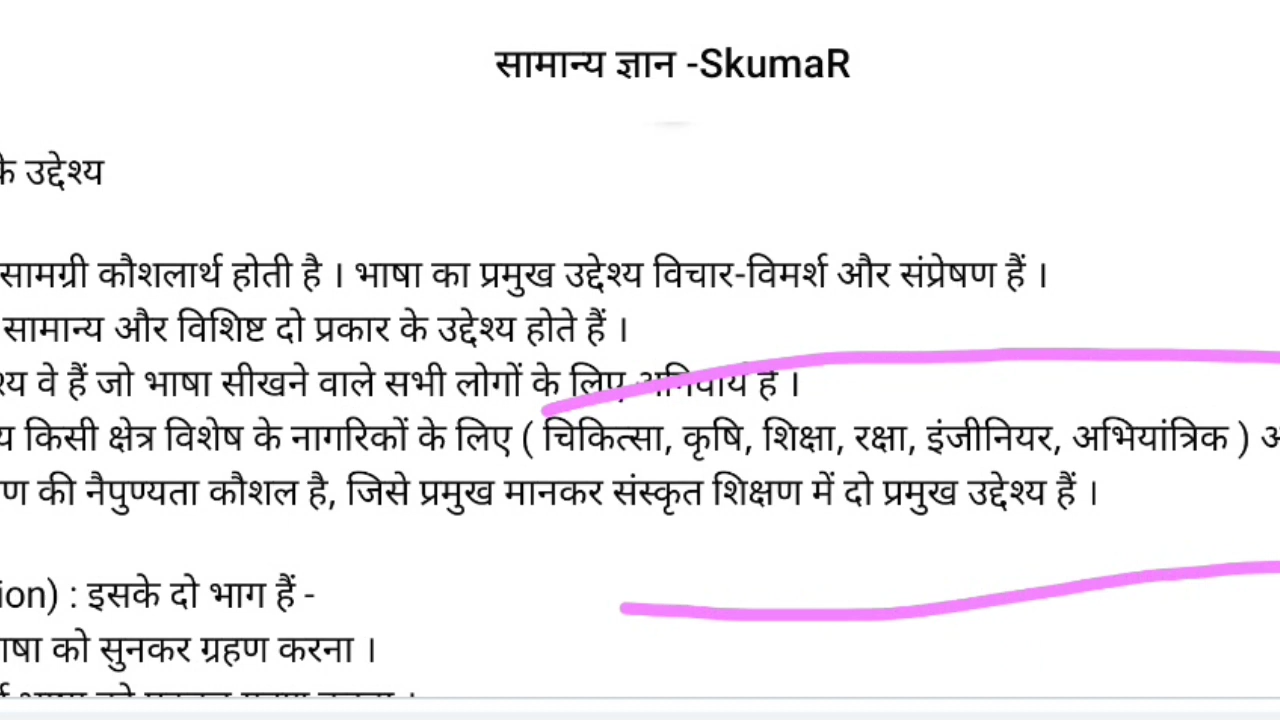 सामान्य ज्ञान -SkumaR
के उद्देश्य
सामग्री कौशलार्थ होती है । भाषा का प्रमुख उद्देश्य विचार-विमर्श और संप्रेषण हैं ।
सामान्य और विशिष्ट दो प्रकार के उद्देश्य होते हैं ।
वे हैं जो भाषा सीखने वाले सभी लोगों के लिए अनिवार्य है ।
किसी क्षेत्र विशेष के नागरिकों के लिए ( चिकित्सा, कृषि, शिक्षा, रक्षा, इंजीनियर, अभियांत्रिक )
की नैपुण्यता कौशल है, जिसे प्रमुख मानकर संस्कृत शिक्षण में दो प्रमुख उद्देश्य हैं ।
ion) : इसके दो भाग हैं -
को सुनकर ग्रहण करना ।